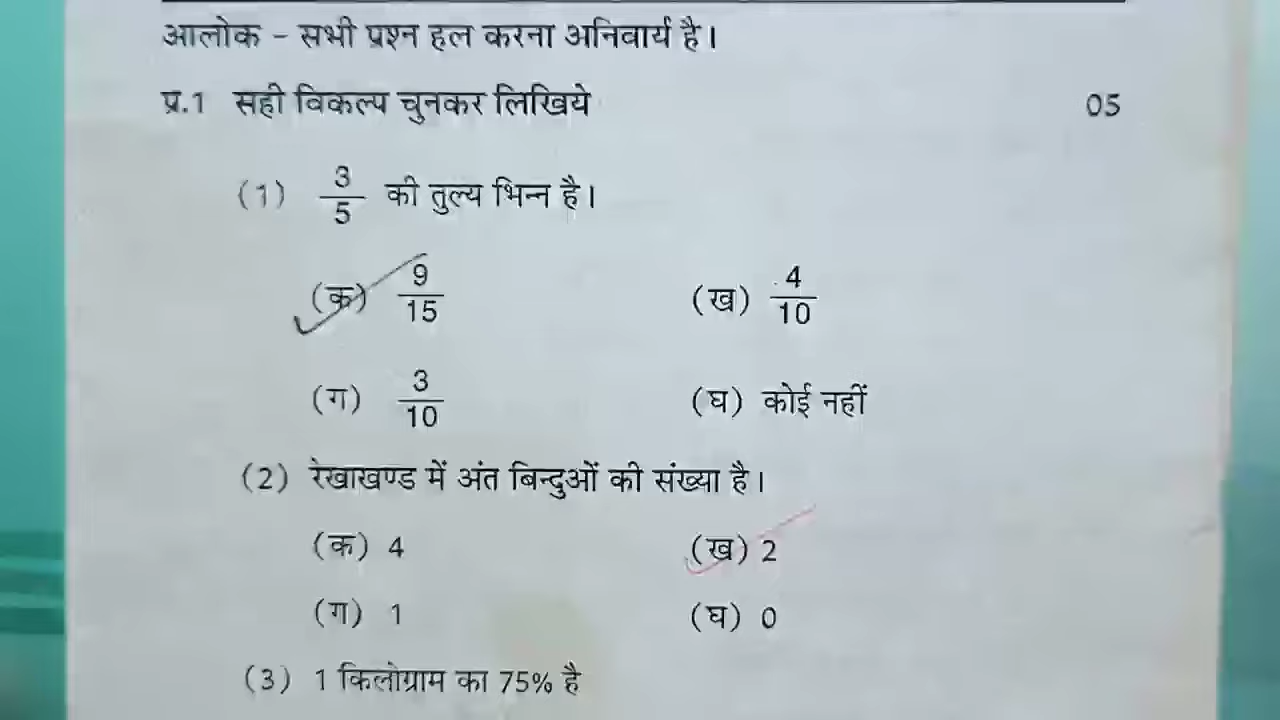 आलोक - सभी प्रश्न हल करना अनिवार्य है।
प्र.1 सही विकल्प चुनकर लिखिये 05
(1) 3/5 की तुल्य भिन्न है।
(क) 9/15 (ख) 4/10
(ग) 3/10 (घ) कोई नहीं
(2) रेखाखण्ड में अंत बिन्दुओं की संख्या है।
(क) 4 (ख) 2
(ग) 1 (घ) 0
(3) 1 किलोग्राम का 75% है